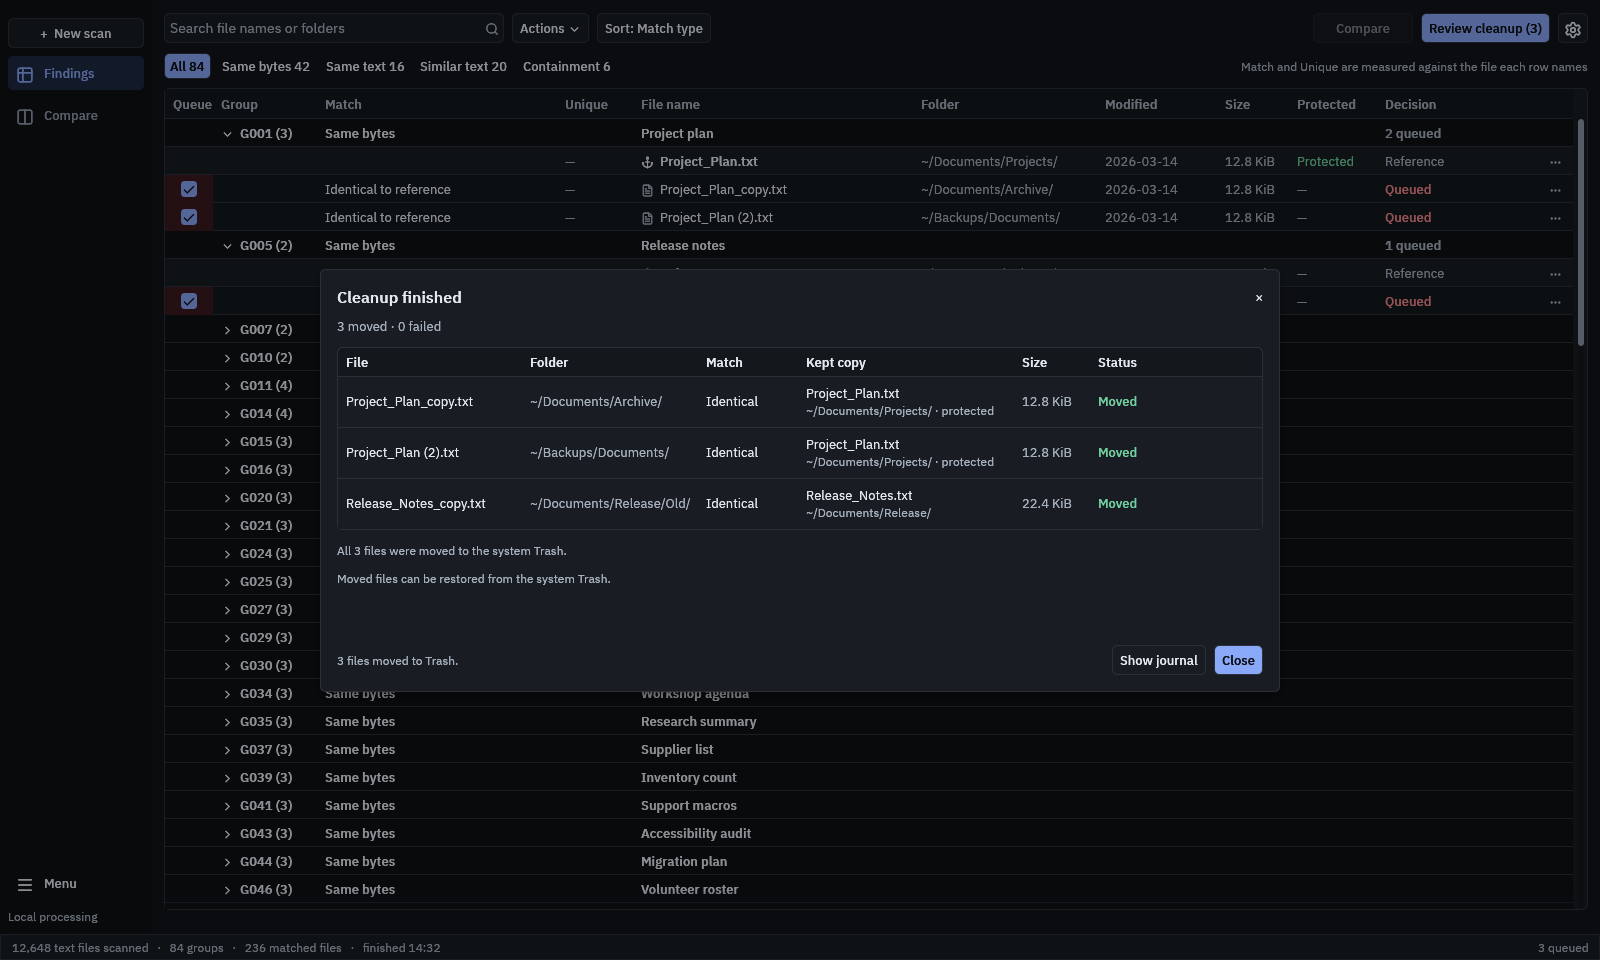 + New scan
Findings
Compare
Menu
Local processing
Search file names or folders
Actions
Sort: Match type
Compare
Review cleanup (3)
All 84
Same bytes 42
Same text 16
Similar text 20
Containment 6
Match and Unique are measured against the file each row names
Queue Group Match Unique File name Folder Modified Size Protected Decision
G001 (3) Same bytes Project plan 2 queued
— Project_Plan.txt ~/Documents/Projects/ 2026-03-14 12.8 KiB Protected Reference ...
Identical to reference — Project_Plan_copy.txt ~/Documents/Archive/ 2026-03-14 12.8 KiB — Queued ...
Identical to reference — Project_Plan (2).txt ~/Backups/Documents/ 2026-03-14 12.8 KiB — Queued ...
G005 (2) Same bytes Release notes 1 queued
— Reference ...
— Queued ...
G007 (2)
G010 (2)
G011 (4)
G014 (4)
G015 (3)
G016 (3)
G020 (3)
G021 (3)
G024 (3)
G025 (3)
G027 (3)
G029 (3)
G030 (3)
G034 (3) Same bytes Workshop agenda
G035 (3) Same bytes Research summary
G037 (3) Same bytes Supplier list
G039 (3) Same bytes Inventory count
G041 (3) Same bytes Support macros
G043 (3) Same bytes Accessibility audit
G044 (3) Same bytes Migration plan
G046 (3) Same bytes Volunteer roster
Cleanup finished
×
3 moved · 0 failed
File Folder Match Kept copy Size Status
Project_Plan_copy.txt ~/Documents/Archive/ Identical Project_Plan.txt 12.8 KiB Moved
~/Documents/Projects/ · protected
Project_Plan (2).txt ~/Backups/Documents/ Identical Project_Plan.txt 12.8 KiB Moved
~/Documents/Projects/ · protected
Release_Notes_copy.txt ~/Documents/Release/Old/ Identical Release_Notes.txt 22.4 KiB Moved
~/Documents/Release/
All 3 files were moved to the system Trash.
Moved files can be restored from the system Trash.
3 files moved to Trash.
Show journal
Close
12,648 text files scanned · 84 groups · 236 matched files · finished 14:32
3 queued